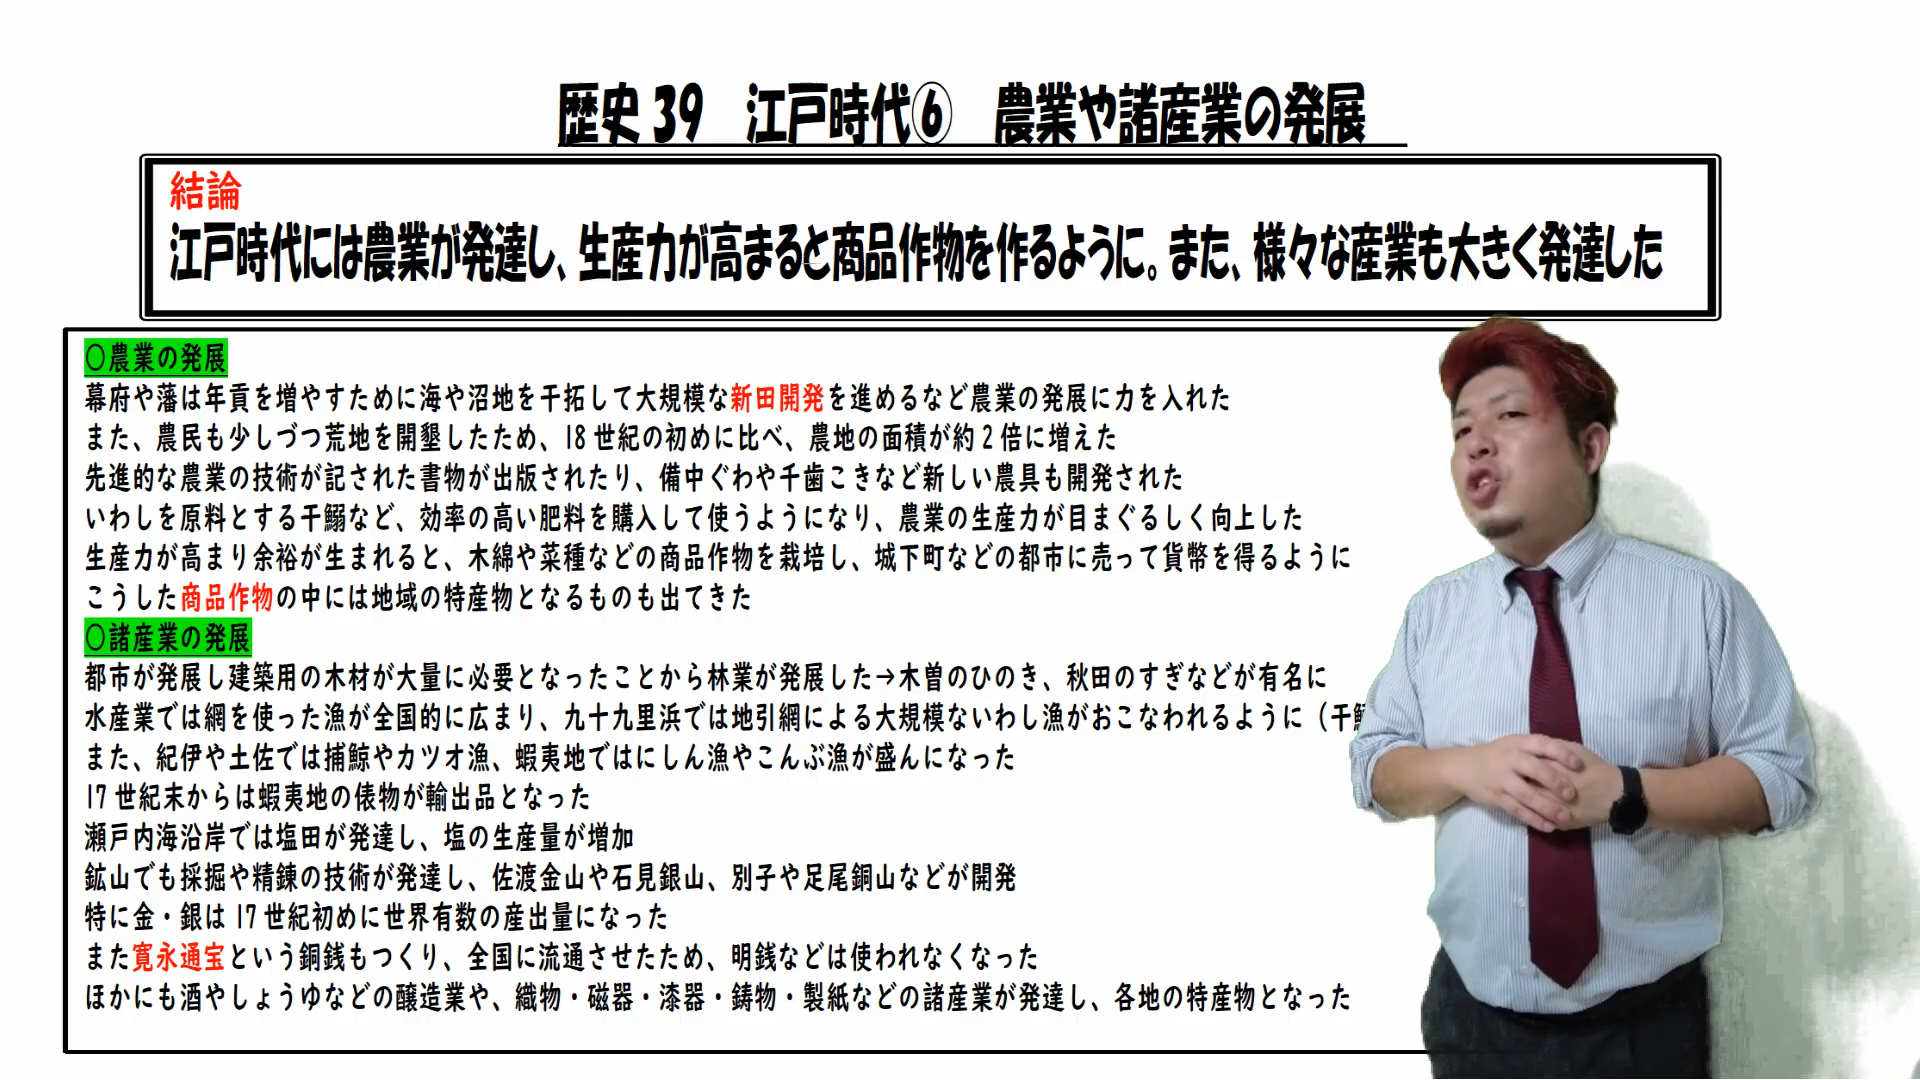 歴史39　江戸時代⑥　農業や諸産業の発展
結論
江戸時代には農業が発達し、生産力が高まると商品作物を作るように。また、様々な産業も大きく発達した
○農業の発展
幕府や藩は年貢を増やすために海や沼地を干拓して大規模な新田開発を進めるなど農業の発展に力を入れた
また、農民も少しづつ荒地を開墾したため、18世紀の初めに比べ、農地の面積が約2倍に増えた
先進的な農業の技術が記された書物が出版されたり、備中ぐわや千歯こきなど新しい農具も開発された
いわしを原料とする干鰯など、効率の高い肥料を購入して使うようになり、農業の生産力が目まぐるしく向上した
生産力が高まり余裕が生まれると、木綿や菜種などの商品作物を栽培し、城下町などの都市に売って貨幣を得るように
こうした商品作物の中には地域の特産物となるものも出てきた
○諸産業の発展
都市が発展し建築用の木材が大量に必要となったことから林業が発展した→木曽のひのき、秋田のすぎなどが有名に
水産業では網を使った漁が全国的に広まり、九十九里浜では地引網による大規模ないわし漁がおこなわれるように（干
また、紀伊や土佐では捕鯨やカツオ漁、蝦夷地ではにしん漁やこんぶ漁が盛んになった
17世紀末からは蝦夷地の俵物が輸出品となった
瀬戸内海沿岸では塩田が発達し、塩の生産量が増加
鉱山でも採掘や精錬の技術が発達し、佐渡金山や石見銀山、別子や足尾銅山などが開発
特に金・銀は17世紀初めに世界有数の産出量になった
また寛永通宝という銅銭もつくり、全国に流通させたため、明銭などは使われなくなった
ほかにも酒やしょうゆなどの醸造業や、織物・磁器・漆器・鋳物・製紙などの諸産業が発達し、各地の特産物となった